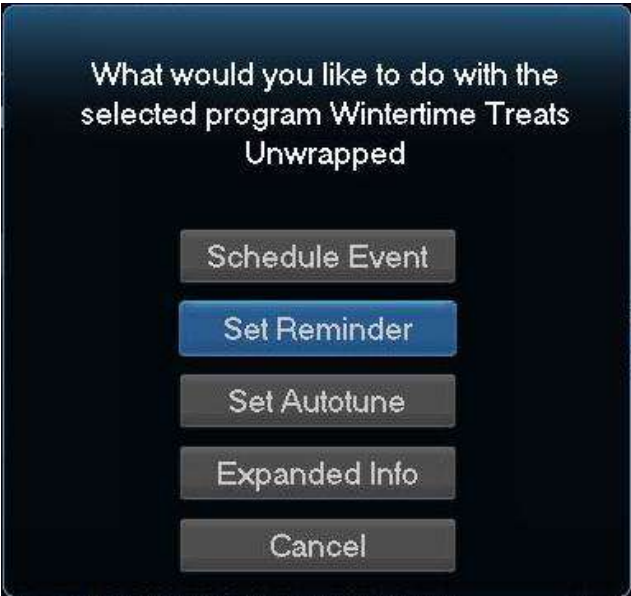 What would you like to do with the
selected program Wintertime Treats
Unwrapped
Schedule Event
Set Reminder
Set Autotune
Expanded Info
Cancel